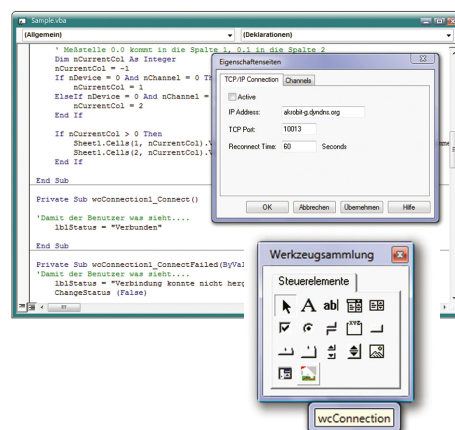 Sample.vba
(Allgemein) (Deklarationen)
' Meßstelle 0.0 kommt in die Spalte 1, 0.1 in die Spalte 2
Dim nCurrentCol As Integer
nCurrentCol = -1
If nDevice = 0 And nChannel = 0 Th
nCurrentCol = 1
ElseIf nDevice = 0 And nChannel =
nCurrentCol = 2
End If
If nCurrentCol > 0 Then
Sheet1.Cells(1, nCurrentCol).V
Sheet1.Cells(2, nCurrentCol).V
End If
End Sub
Private Sub wcConnection1_Connect()
'Damit der Benutzer was sieht....
lblStatus = "Verbunden"
End Sub
Private Sub wcConnection1_ConnectFailed(ByVal
'Damit der Benutzer was sieht....
lblStatus = "Verbindung konnte nicht herg
ChangeStatus (False)
Eigenschaftenseiten
TCP/IP Connection Channels
Active
IP Address: akrobit-g.dyndns.org
TCP Port: 10013
Reconnect Time: 60 Seconds
OK Abbrechen Übernehmen Hilfe
Werkzeugsammlung
Steuerelemente
A ab|
XYZ
wcConnection